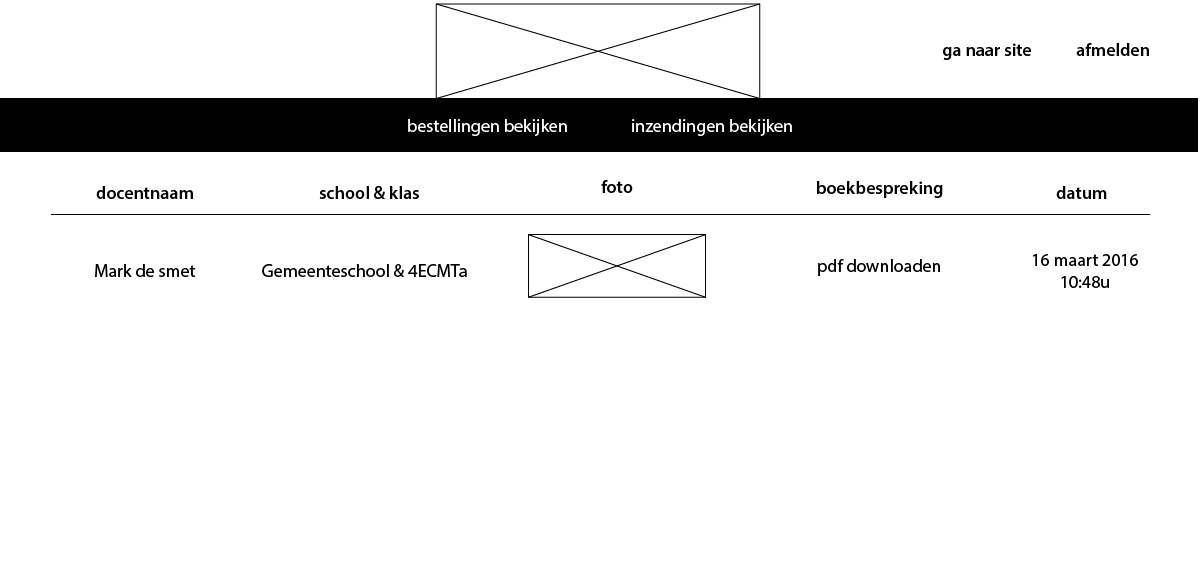 ga naar site afmelden
bestellingen bekijken inzendingen bekijken
docentnaam school & klas foto boekbespreking datum
Mark de smet Gemeenteschool & 4ECMTa pdf downloaden 16 maart 2016
10:48u